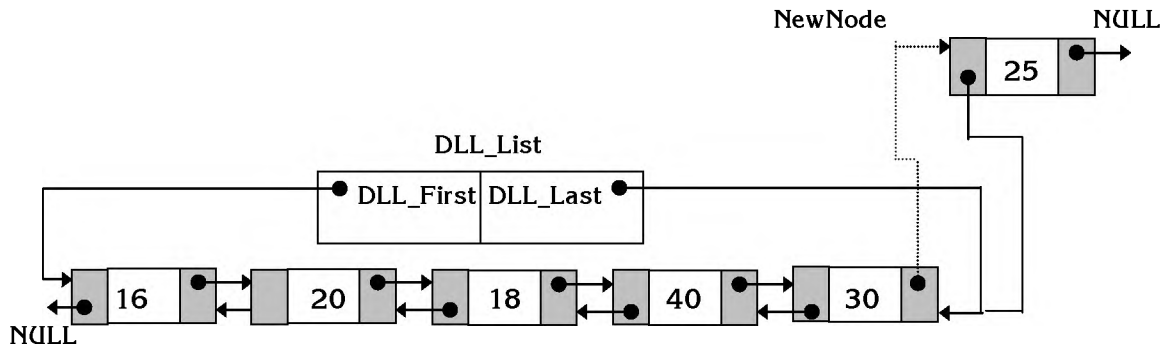 NewNode
NULL
25
DLL_List
DLL_First
DLL_Last
16
20
18
40
30
NULL